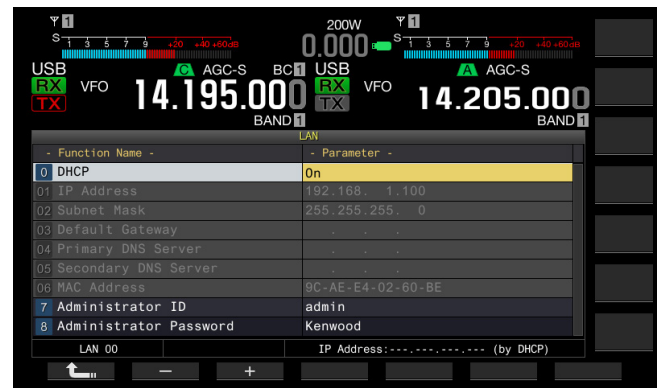 1 200W 1
S 1 3 5 7 9 +20 +40 +60dB 0.000 S 1 3 5 7 9 +20 +40 +60dB
USB C AGC-S BC 1 USB A AGC-S
RX VFO 14.195.000 RX VFO 14.205.000
TX TX
BAND 1 BAND 1
LAN
- Function Name - - Parameter -
0 DHCP On
01 IP Address 192.168. 1.100
02 Subnet Mask 255.255.255. 0
03 Default Gateway . . .
04 Primary DNS Server . . .
05 Secondary DNS Server . . .
06 MAC Address 9C-AE-E4-02-60-BE
7 Administrator ID admin
8 Administrator Password Kenwood
LAN 00 IP Address:---.---.---.--- (by DHCP)
− +